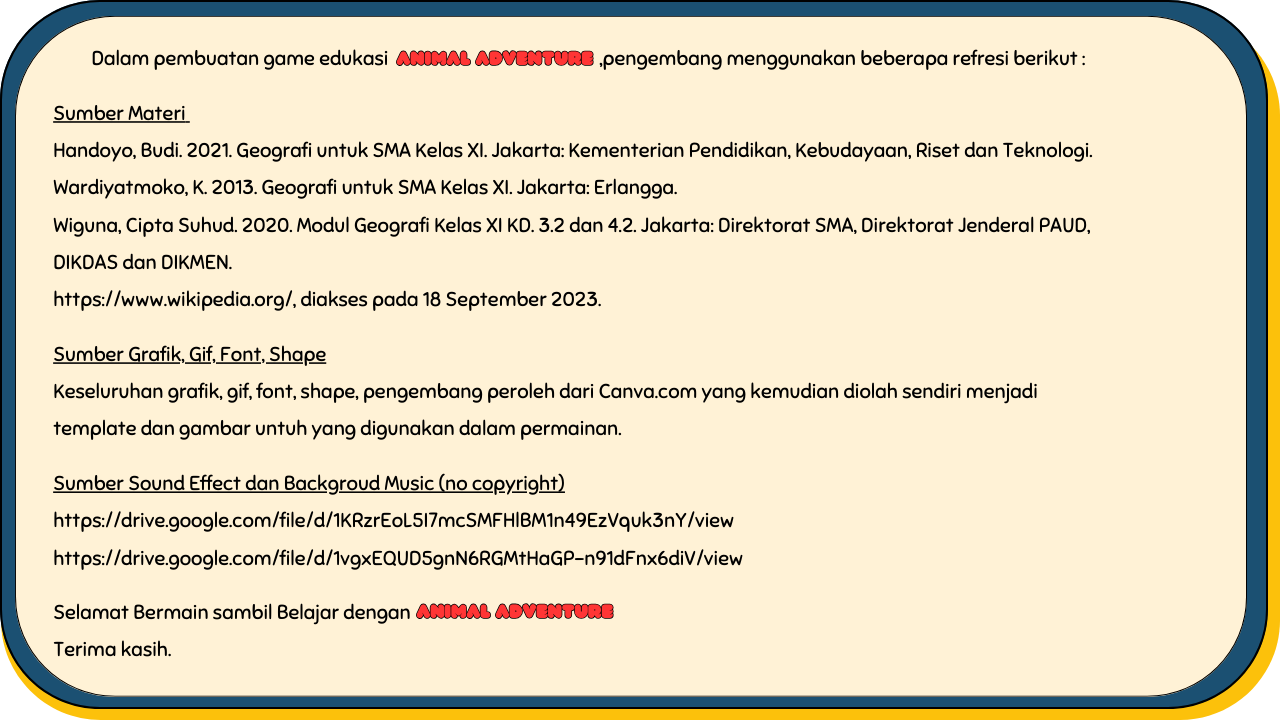 Dalam pembuatan game edukasi ANIMAL ADVENTURE ,pengembang menggunakan beberapa refresi berikut :
Sumber Materi
Handoyo, Budi. 2021. Geografi untuk SMA Kelas XI. Jakarta: Kementerian Pendidikan, Kebudayaan, Riset dan Teknologi.
Wardiyatmoko, K. 2013. Geografi untuk SMA Kelas XI. Jakarta: Erlangga.
Wiguna, Cipta Suhud. 2020. Modul Geografi Kelas XI KD. 3.2 dan 4.2. Jakarta: Direktorat SMA, Direktorat Jenderal PAUD,
DIKDAS dan DIKMEN.
https://www.wikipedia.org/, diakses pada 18 September 2023.
Sumber Grafik, Gif, Font, Shape
Keseluruhan grafik, gif, font, shape, pengembang peroleh dari Canva.com yang kemudian diolah sendiri menjadi
template dan gambar untuh yang digunakan dalam permainan.
Sumber Sound Effect dan Backgroud Music (no copyright)
https://drive.google.com/file/d/1KRzrEoL5I7mcSMFHlBM1n49EzVquk3nY/view
https://drive.google.com/file/d/1vgxEQUD5gnN6RGMtHaGP-n91dFnx6diV/view
Selamat Bermain sambil Belajar dengan ANIMAL ADVENTURE
Terima kasih.